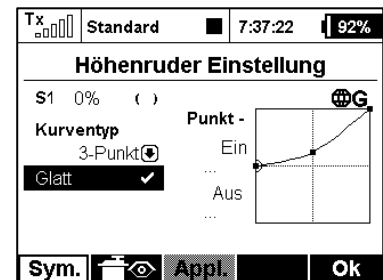 Tx Standard 7:37:22 92%
Höhenruder Einstellung
S1 0% ( ) G
Kurventyp Punkt -
3-Punkt Ein
...
Glatt Aus
...
Sym. Appl. Ok